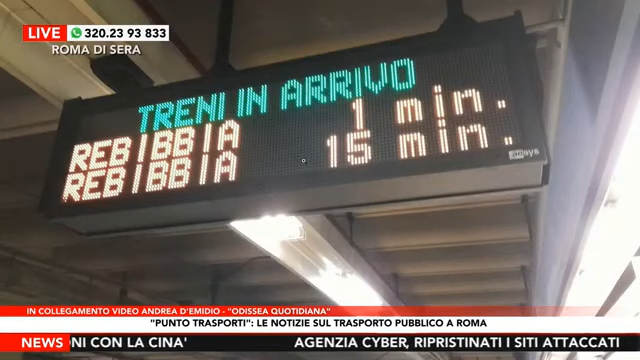 LIVE 320.23 93 833
ROMA DI SERA
TRENI IN ARRIVO
REBIBBIA 1 min.
REBIBBIA 15 min.
IN COLLEGAMENTO VIDEO ANDREA D'EMIDIO - "ODISSEA QUOTIDIANA"
"PUNTO TRASPORTI": LE NOTIZIE SUL TRASPORTO PUBBLICO A ROMA
NEWS ONI CON LA CINA' AGENZIA CYBER, RIPRISTINATI I SITI ATTACCATI